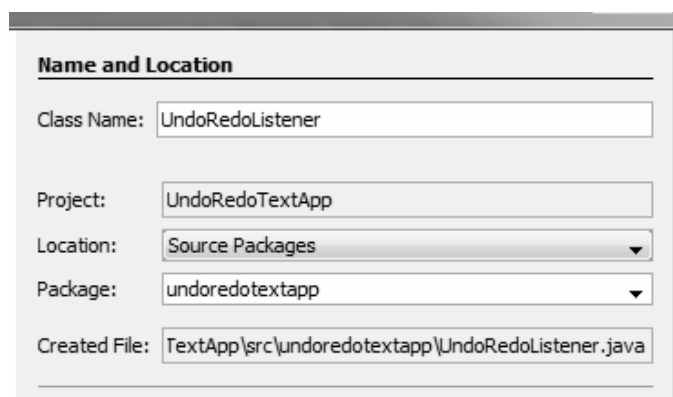 Name and Location
Class Name: UndoRedoListener
Project: UndoRedoTextApp
Location: Source Packages
Package: undoredotextapp
Created File: TextApp\src\undoredotextapp\UndoRedoListener.java